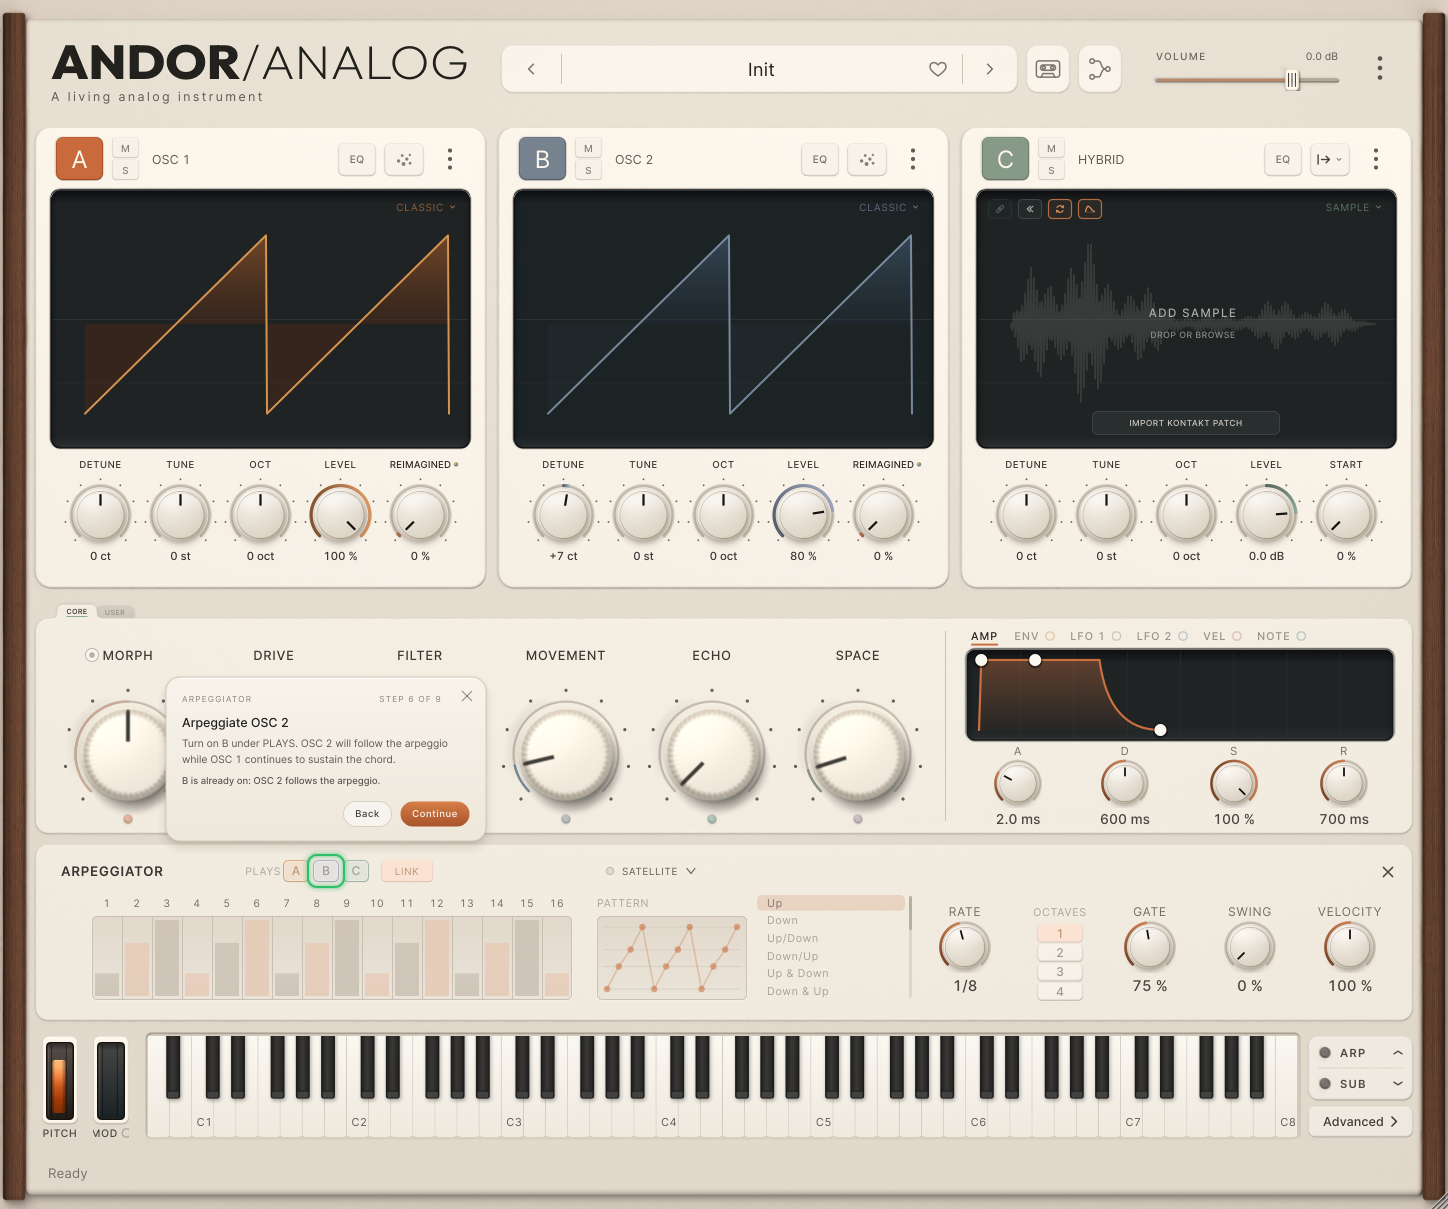 ANDOR/ANALOG
A living analog instrument
Init
VOLUME 0.0 dB
A M S OSC 1 EQ
CLASSIC
DETUNE TUNE OCT LEVEL REIMAGINED
0 ct 0 st 0 oct 100 % 0 %
B M S OSC 2 EQ
CLASSIC
DETUNE TUNE OCT LEVEL REIMAGINED
+7 ct 0 st 0 oct 80 % 0 %
C M S HYBRID EQ
SAMPLE
ADD SAMPLE
DROP OR BROWSE
IMPORT KONTAKT PATCH
DETUNE TUNE OCT LEVEL START
0 ct 0 st 0 oct 0.0 dB 0 %
CORE USER
MORPH DRIVE FILTER MOVEMENT ECHO SPACE
ARPEGGIATOR STEP 6 OF 9
Arpeggiate OSC 2
Turn on B under PLAYS. OSC 2 will follow the arpeggio
while OSC 1 continues to sustain the chord.
B is already on: OSC 2 follows the arpeggio.
Back Continue
AMP ENV LFO 1 LFO 2 VEL NOTE
A D S R
2.0 ms 600 ms 100 % 700 ms
ARPEGGIATOR PLAYS A B C LINK SATELLITE
1 2 3 4 5 6 7 8 9 10 11 12 13 14 15 16
PATTERN
Up
Down
Up/Down
Down/Up
Up & Down
Down & Up
RATE OCTAVES GATE SWING VELOCITY
1
2
3
4
1/8 75 % 0 % 100 %
PITCH MOD
C1 C2 C3 C4 C5 C6 C7 C8
ARP
SUB
Advanced
Ready